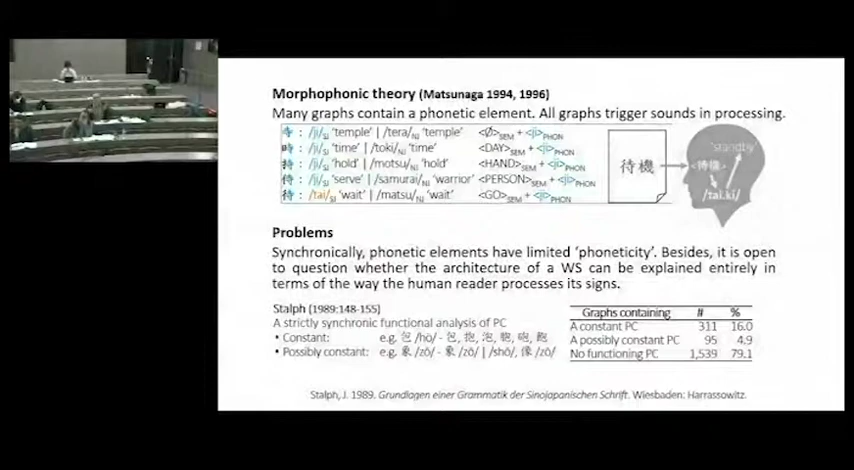 Morphophonic theory (Matsunaga 1994, 1996)
Many graphs contain a phonetic element. All graphs trigger sounds in processing.
寺 : /ji/SJ 'temple' | /tera/NJ 'temple' <Ø>SEM + <ji>PHON
時 : /ji/SJ 'time' | /toki/NJ 'time' <DAY>SEM + <ji>PHON
持 : /ji/SJ 'hold' | /motsu/NJ 'hold' <HAND>SEM + <ji>PHON
侍 : /ji/SJ 'serve' | /samurai/NJ 'warrior' <PERSON>SEM + <ji>PHON
待 : /tai/SJ 'wait' | /matsu/NJ 'wait' <GO>SEM + <ji>PHON
待機
'standby'
<待機>
/tai.ki/
Problems
Synchronically, phonetic elements have limited 'phoneticity'. Besides, it is open
to question whether the architecture of a WS can be explained entirely in
terms of the way the human reader processes its signs.
Stalph (1989:148-155)
A strictly synchronic functional analysis of PC
• Constant: e.g. 包 /hō/ - 包, 抱, 泡, 胞, 砲, 飽
• Possibly constant: e.g. 象 /zō/ - 象 /zō/ | /shō/, 像 /zō/
Graphs containing # %
A constant PC 311 16.0
A possibly constant PC 95 4.9
No functioning PC 1,539 79.1
Stalph, J. 1989. Grundlagen einer Grammatik der Sinojapanischen Schrift. Wiesbaden: Harrassowitz.